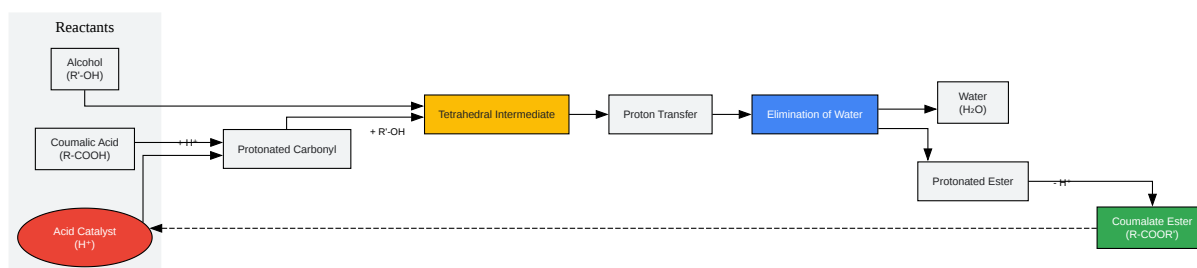 Reactants
Alcohol
(R'-OH)
Coumalic Acid
(R-COOH)
Acid Catalyst
(H⁺)
+ H⁺
Protonated Carbonyl
+ R'-OH
Tetrahedral Intermediate
Proton Transfer
Elimination of Water
Water
(H₂O)
Protonated Ester
- H⁺
Coumalate Ester
(R-COOR')